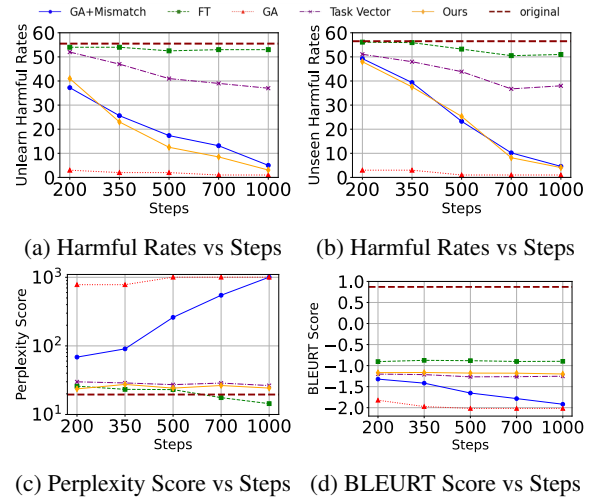 GA+Mismatch FT GA Task Vector Ours original
Unlearn Harmful Rates
60
50
40
30
20
10
0
200 350 500 700 1000
Steps
(a) Harmful Rates vs Steps
Unseen Harmful Rates
60
50
40
30
20
10
0
200 350 500 700 1000
Steps
(b) Harmful Rates vs Steps
Perplexity Score
10³
10²
10¹
200 350 500 700 1000
Steps
(c) Perplexity Score vs Steps
BLEURT Score
1.0
0.5
0.0
−0.5
−1.0
−1.5
−2.0
200 350 500 700 1000
Steps
(d) BLEURT Score vs Steps